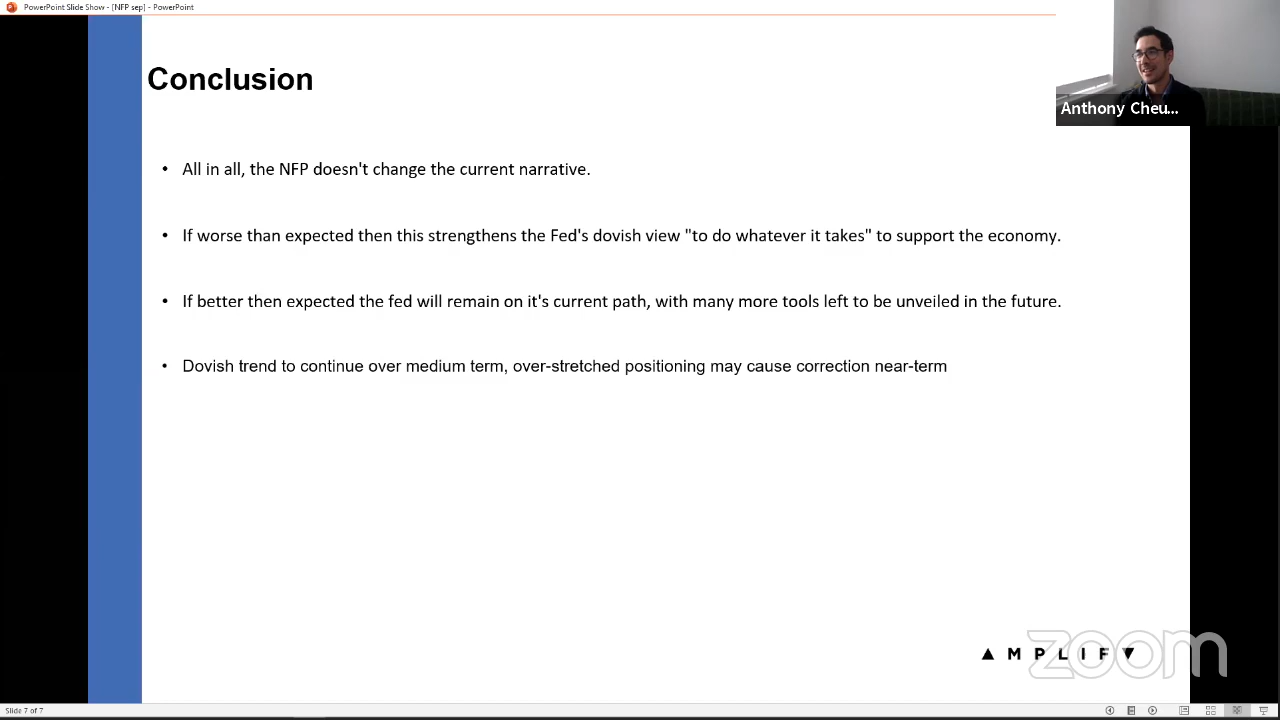 PowerPoint Slide Show - [NFP sep] - PowerPoint
Anthony Cheu...
Conclusion
• All in all, the NFP doesn't change the current narrative.
• If worse than expected then this strengthens the Fed's dovish view "to do whatever it takes" to support the economy.
• If better then expected the fed will remain on it's current path, with many more tools left to be unveiled in the future.
• Dovish trend to continue over medium term, over-stretched positioning may cause correction near-term
AMPLIFY
zoom
Slide 7 of 7